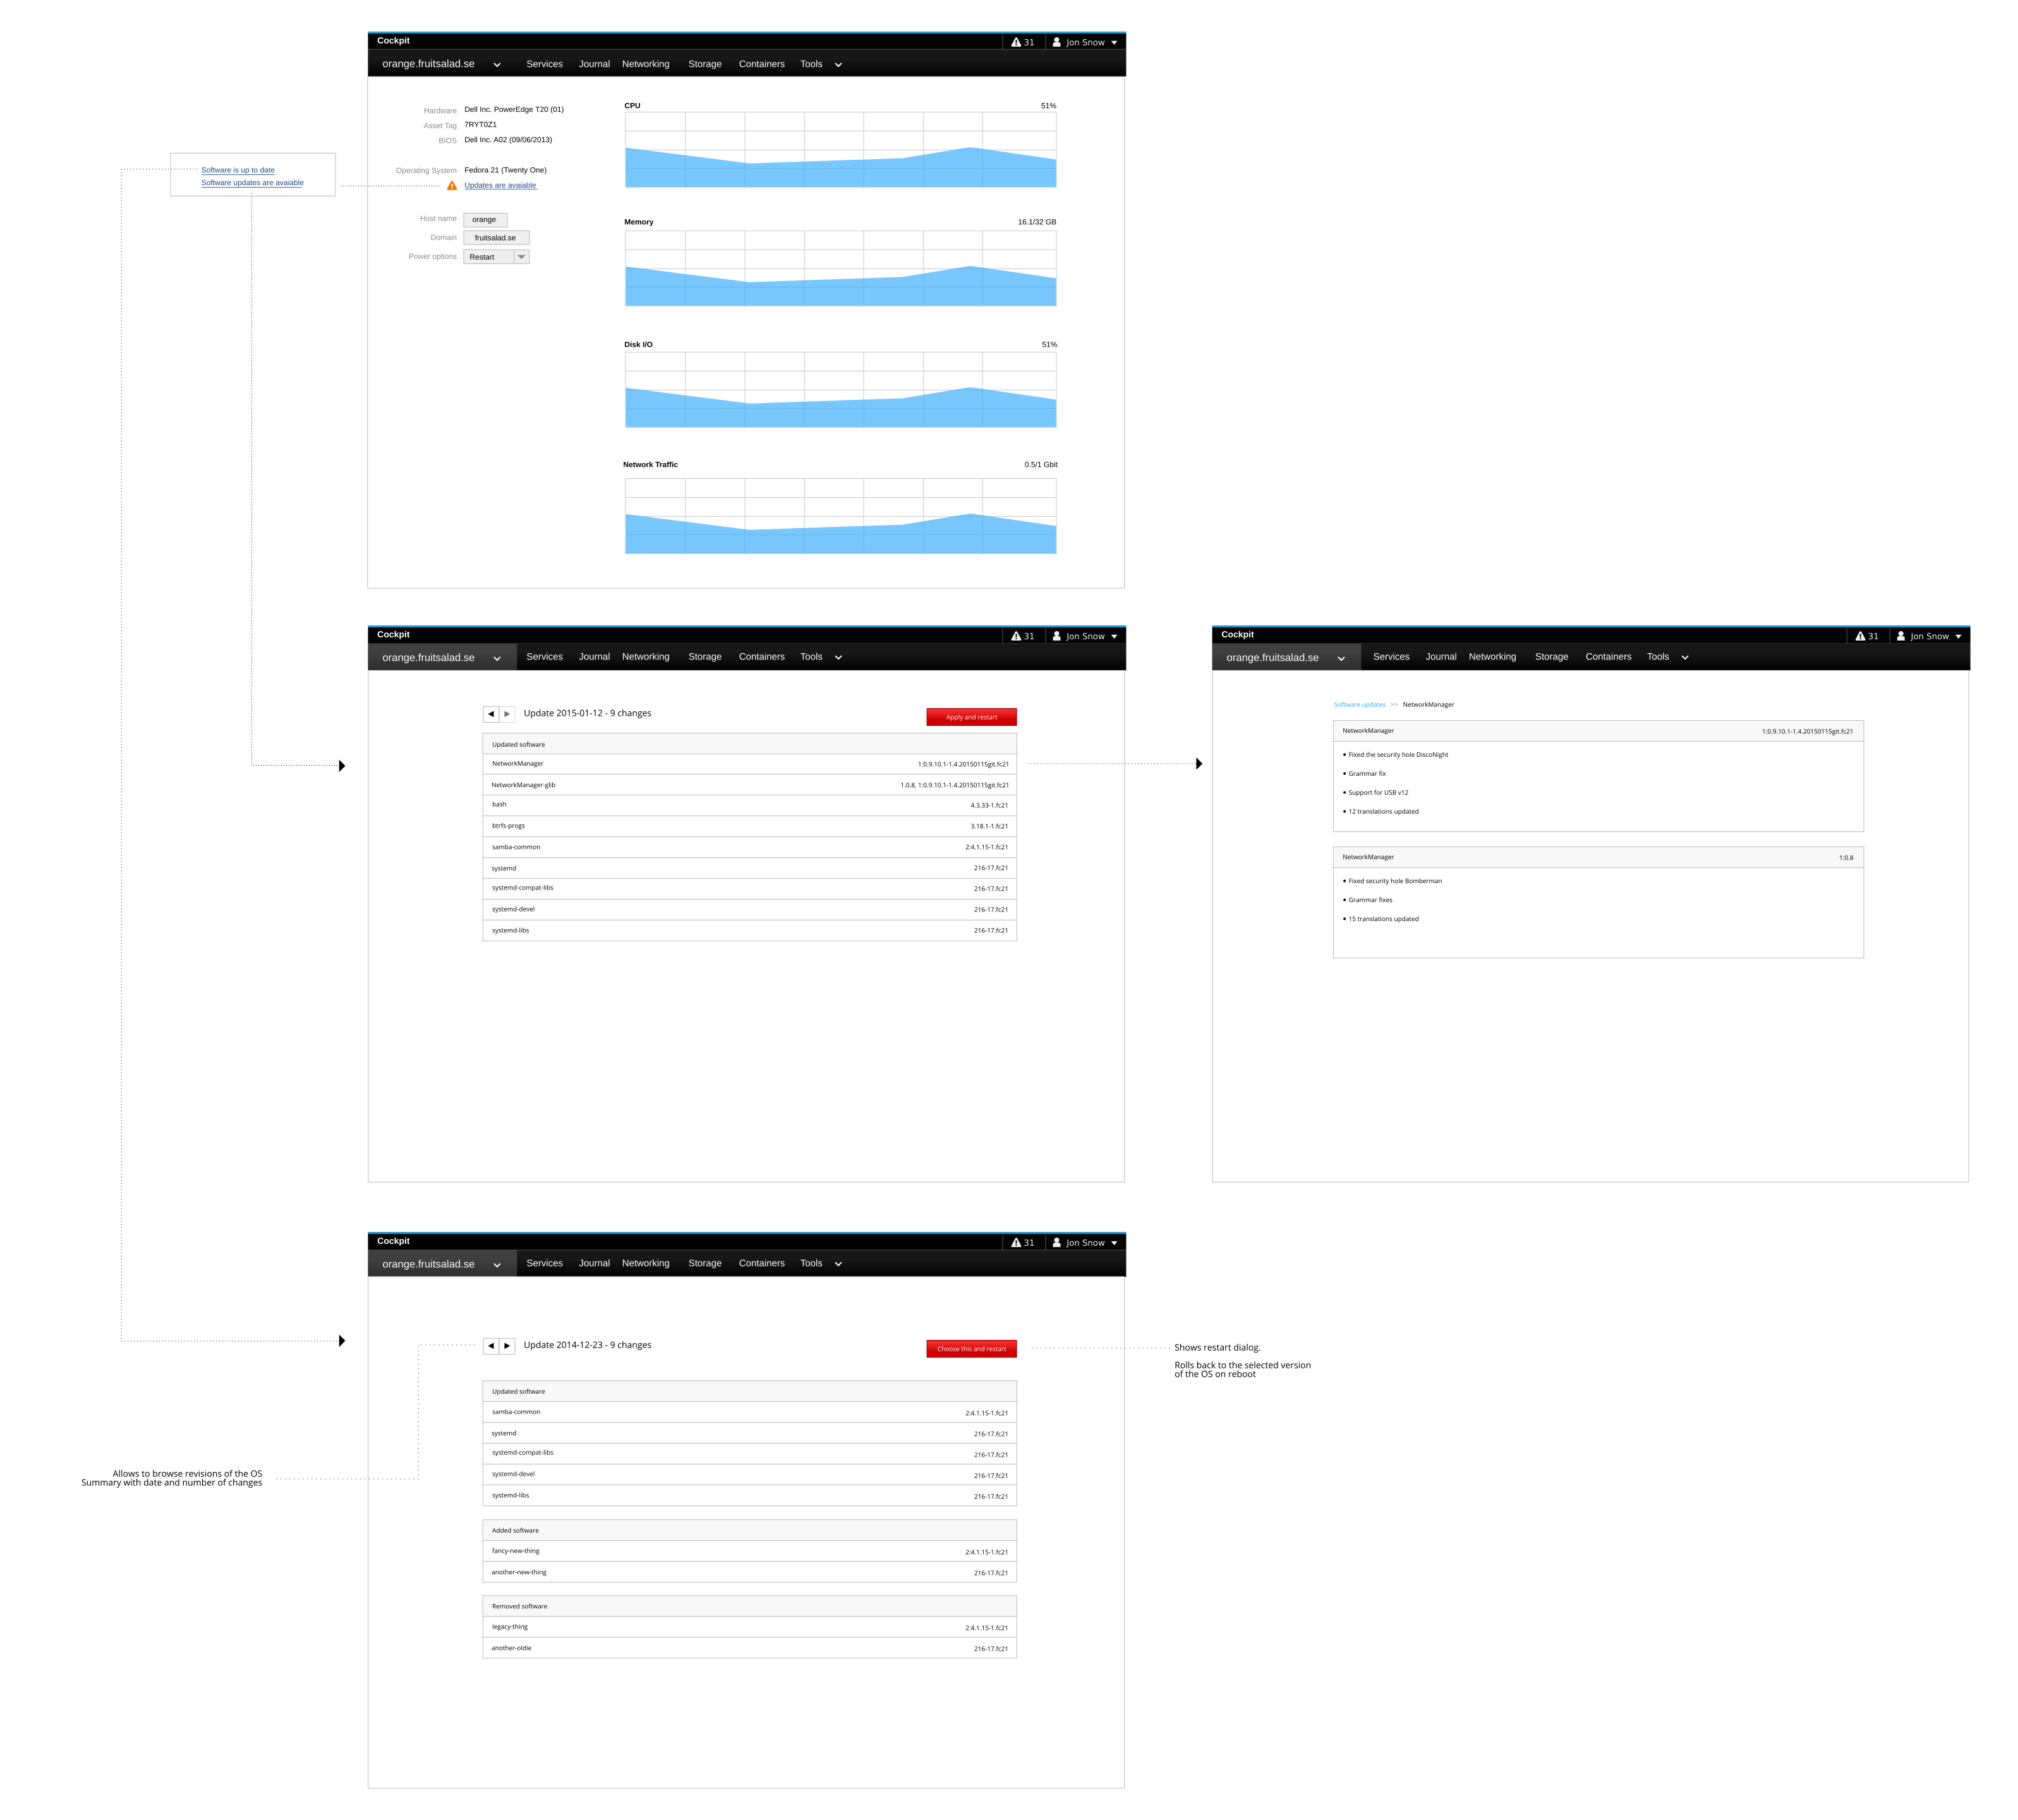 Cockpit
31
Jon Snow
orange.fruitsalad.se
Services
Journal
Networking
Storage
Containers
Tools
Hardware
Dell Inc. PowerEdge T20 (01)
Asset Tag
7RYT0Z1
BIOS
Dell Inc. A02 (09/06/2013)
Operating System
Fedora 21 (Twenty One)
Updates are avaiable
Host name
orange
Domain
fruitsalad.se
Power options
Restart
CPU
51%
Memory
16.1/32 GB
Disk I/O
51%
Network Traffic
0.5/1 Gbit
Software is up to date
Software updates are avaiable
Cockpit
31
Jon Snow
orange.fruitsalad.se
Services
Journal
Networking
Storage
Containers
Tools
Update 2015-01-12 - 9 changes
Apply and restart
Updated software
NetworkManager
1:0.9.10.1-1.4.20150115git.fc21
NetworkManager-glib
1.0.8, 1:0.9.10.1-1.4.20150115git.fc21
bash
4.3.33-1.fc21
btrfs-progs
3.18.1-1.fc21
samba-common
2:4.1.15-1.fc21
systemd
216-17.fc21
systemd-compat-libs
216-17.fc21
systemd-devel
216-17.fc21
systemd-libs
216-17.fc21
Cockpit
31
Jon Snow
orange.fruitsalad.se
Services
Journal
Networking
Storage
Containers
Tools
Software updates >> NetworkManager
NetworkManager
1:0.9.10.1-1.4.20150115git.fc21
• Fixed the security hole DiscoNight
• Grammar fix
• Support for USB v12
• 12 translations updated
NetworkManager
1:0.8
• Fixed security hole Bomberman
• Grammar fixes
• 15 translations updated
Cockpit
31
Jon Snow
orange.fruitsalad.se
Services
Journal
Networking
Storage
Containers
Tools
Update 2014-12-23 - 9 changes
Choose this and restart
Updated software
samba-common
2:4.1.15-1.fc21
systemd
216-17.fc21
systemd-compat-libs
216-17.fc21
systemd-devel
216-17.fc21
systemd-libs
216-17.fc21
Added software
fancy-new-thing
2:4.1.15-1.fc21
another-new-thing
216-17.fc21
Removed software
legacy-thing
2:4.1.15-1.fc21
another-oldie
216-17.fc21
Shows restart dialog.
Rolls back to the selected version
of the OS on reboot
Allows to browse revisions of the OS
Summary with date and number of changes